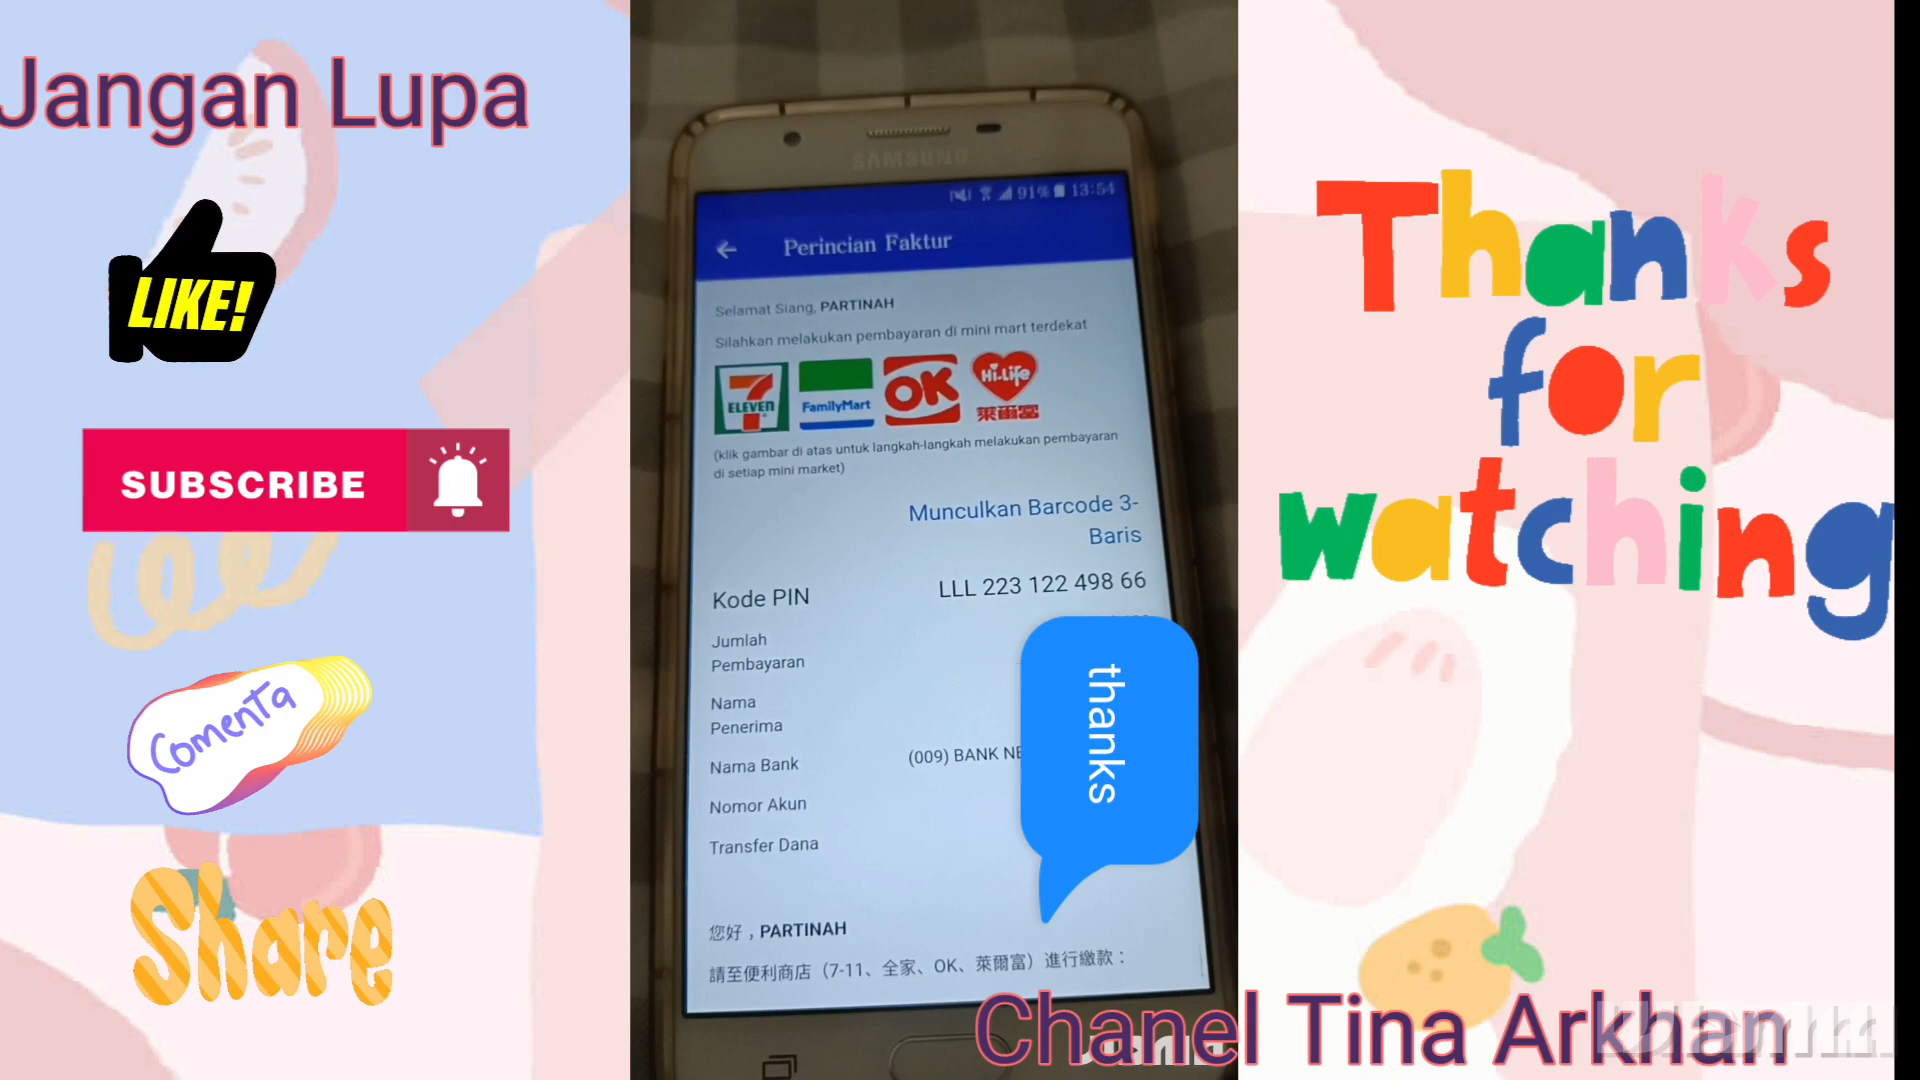 Jangan Lupa
LIKE!
SUBSCRIBE
Comenta
Share
SAMSUNG
91% 13:54
Perincian Faktur
Selamat Siang, PARTINAH
Silahkan melakukan pembayaran di mini mart terdekat
7 ELEVEN
FamilyMart
OK
Hi-Life
萊爾富
(klik gambar di atas untuk langkah-langkah melakukan pembayaran
di setiap mini market)
Munculkan Barcode 3-
Baris
Kode PIN LLL 223 122 498 66
Jumlah
Pembayaran
Nama
Penerima
Nama Bank (009) BANK
Nomor Akun
Transfer Dana
thanks
您好，PARTINAH
請至便利商店（7-11、全家、OK、萊爾富）進行繳款：
Thanks
for
watching
Chanel Tina Arkhan